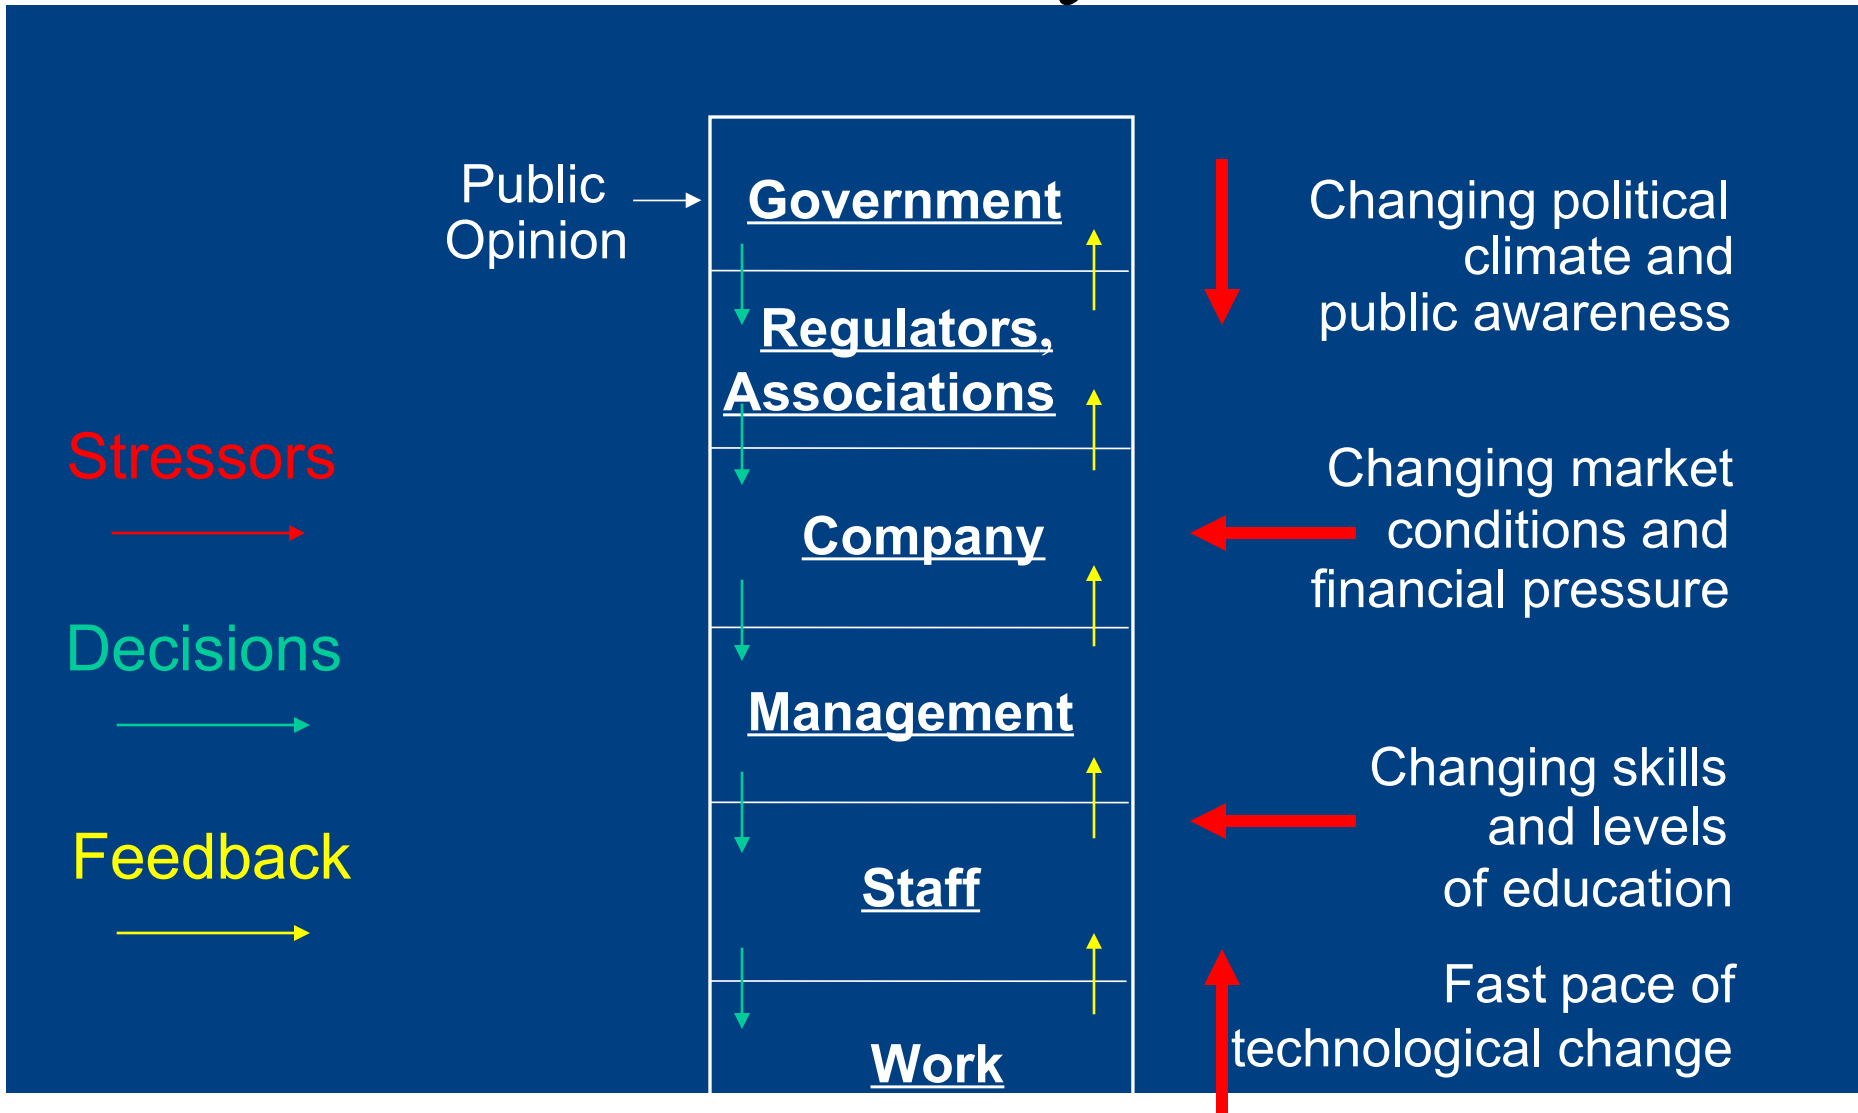 Public
Opinion
Government
Regulators,
Associations
Company
Management
Staff
Work
Stressors
Decisions
Feedback
Changing political
climate and
public awareness
Changing market
conditions and
financial pressure
Changing skills
and levels
of education
Fast pace of
technological change